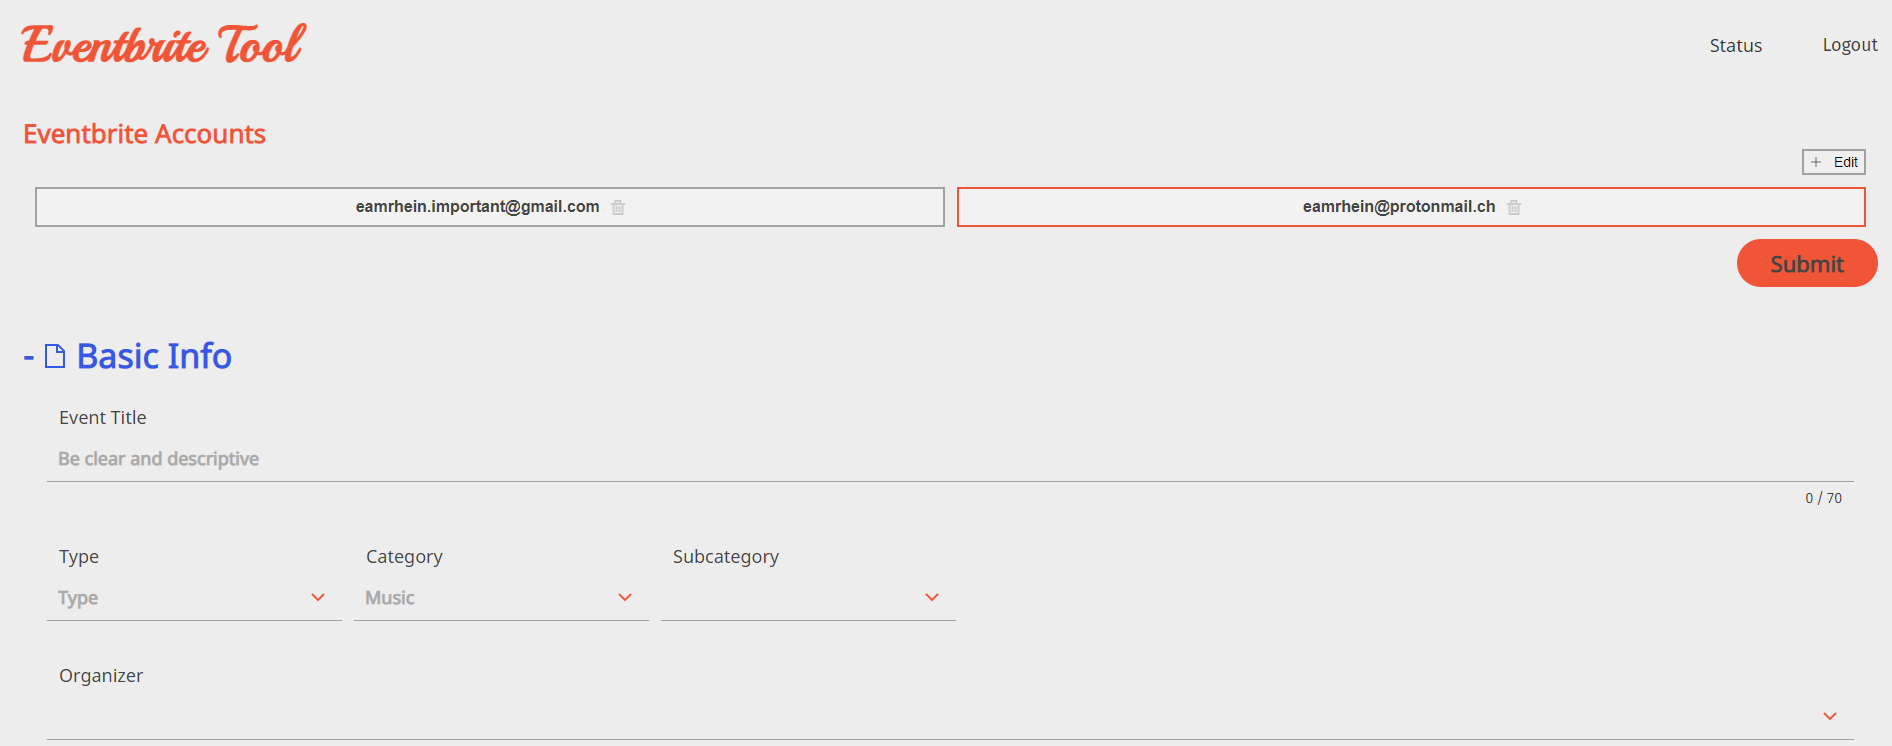 Eventbrite Tool
Status
Logout
Eventbrite Accounts
+ Edit
eamrhein.important@gmail.com
eamrhein@protonmail.ch
Submit
- Basic Info
Event Title
Be clear and descriptive
0 / 70
Type
Category
Subcategory
Type
Music
Organizer